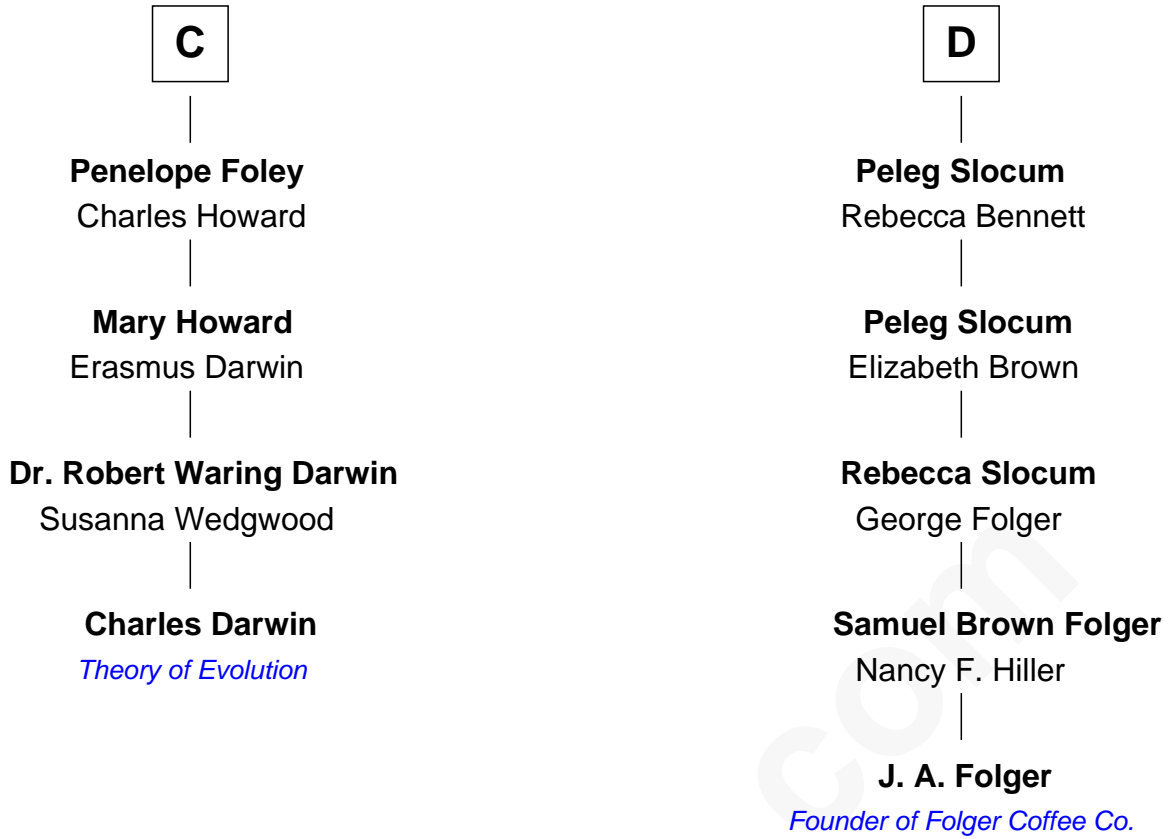 C
Penelope Foley
Charles Howard
Mary Howard
Erasmus Darwin
Dr. Robert Waring Darwin
Susanna Wedgwood
Charles Darwin
Theory of Evolution
D
Peleg Slocum
Rebecca Bennett
Peleg Slocum
Elizabeth Brown
Rebecca Slocum
George Folger
Samuel Brown Folger
Nancy F. Hiller
J. A. Folger
Founder of Folger Coffee Co.
com